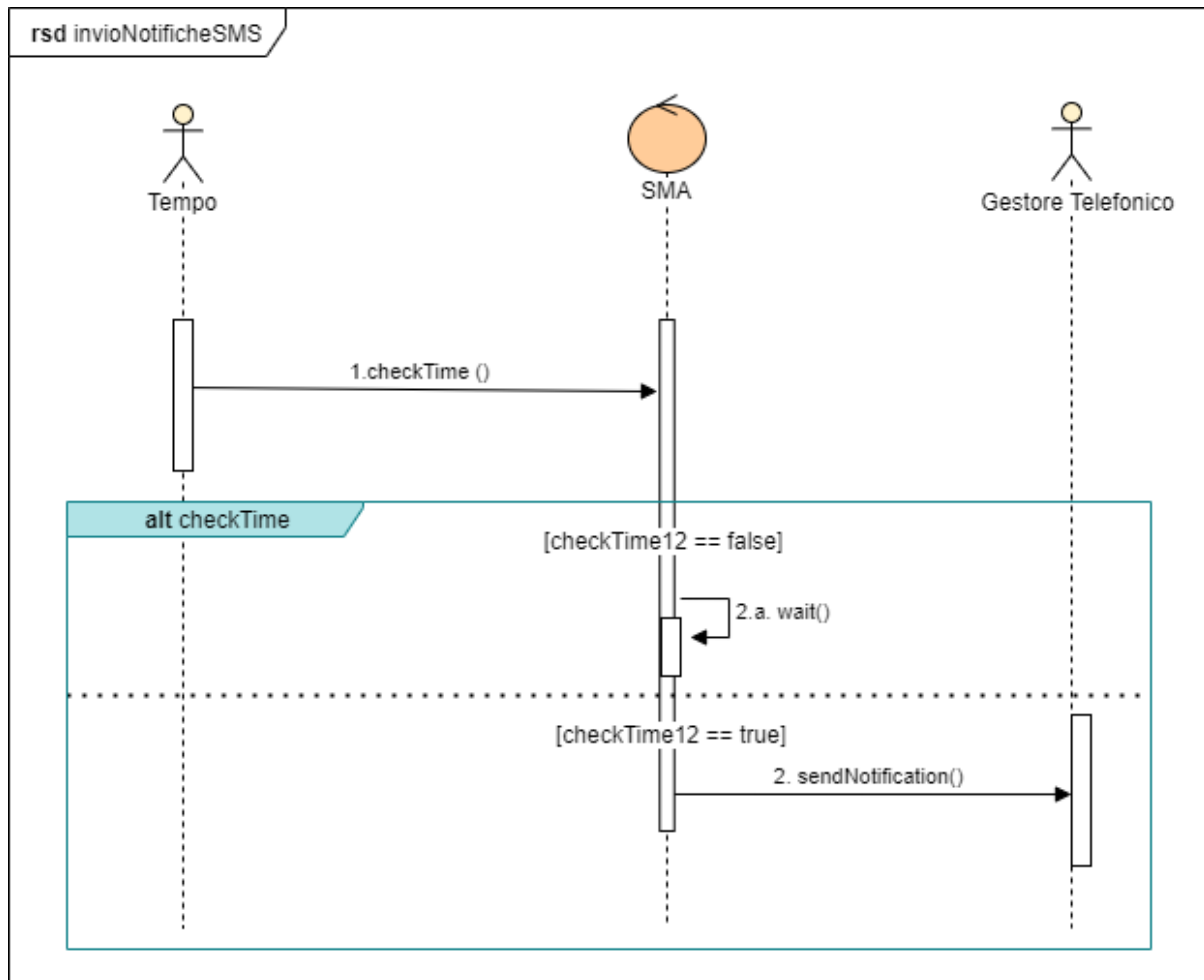 rsd invioNotificheSMS
Tempo
SMA
Gestore Telefonico
1.checkTime ()
alt checkTime
[checkTime12 == false]
2.a. wait()
[checkTime12 == true]
2. sendNotification()